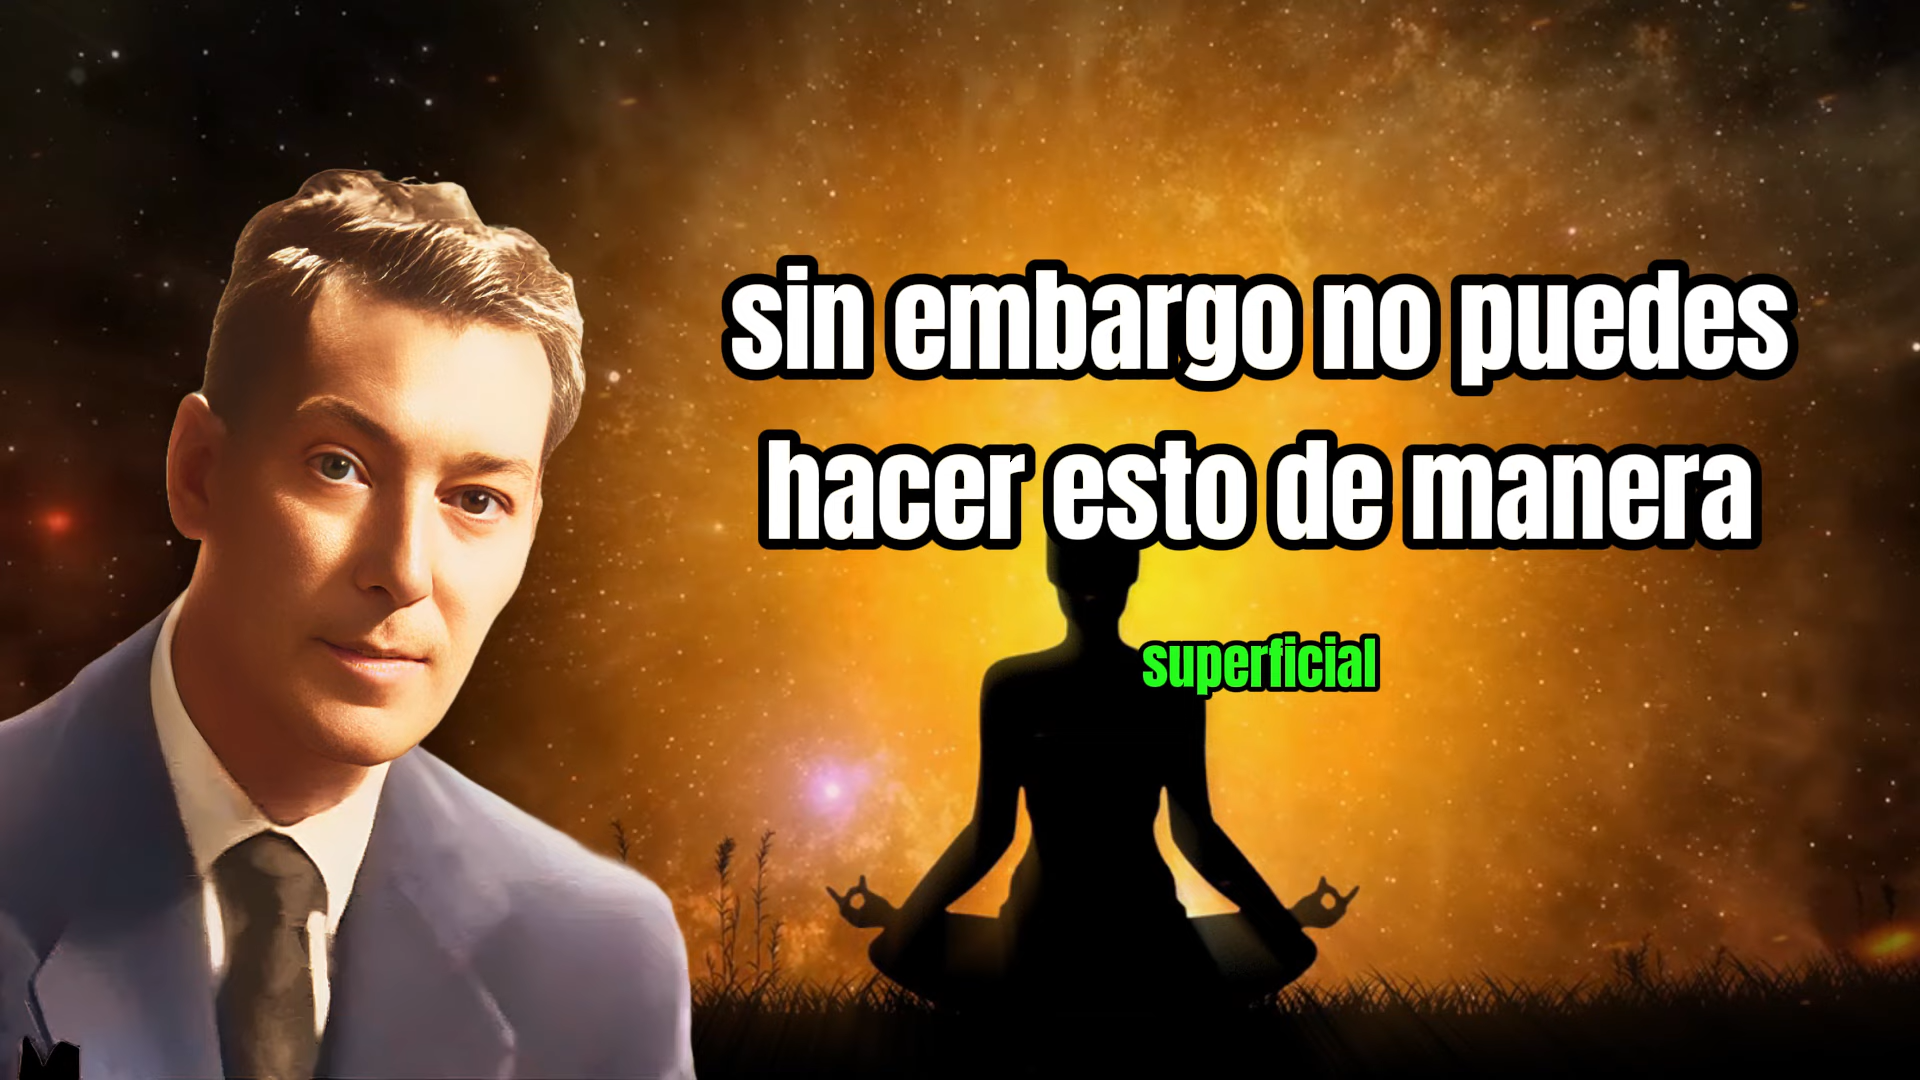 sin embargo no puedes
hacer esto de manera
superficial